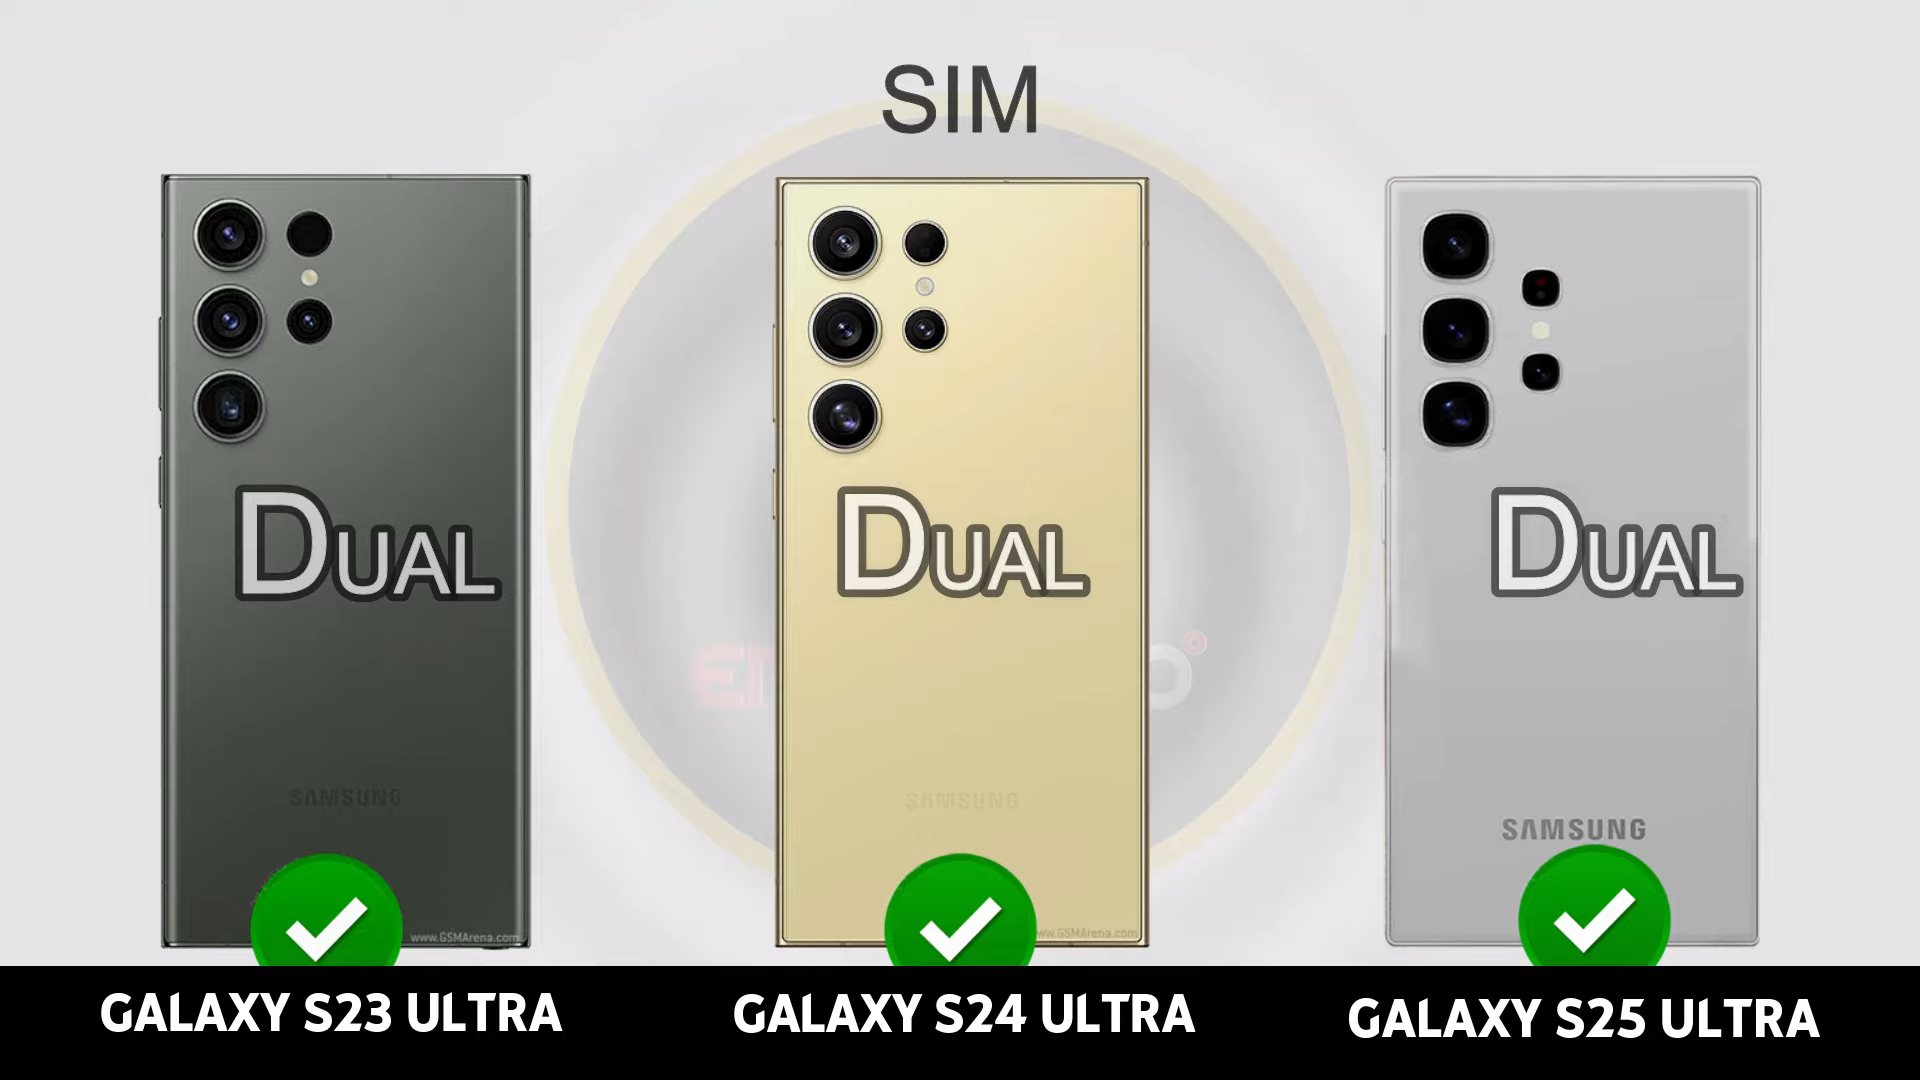 SIM
DUAL
DUAL
DUAL
SAMSUNG
SAMSUNG
SAMSUNG
www.GSMArena.com
www.GSMArena.com
GALAXY S23 ULTRA
GALAXY S24 ULTRA
GALAXY S25 ULTRA